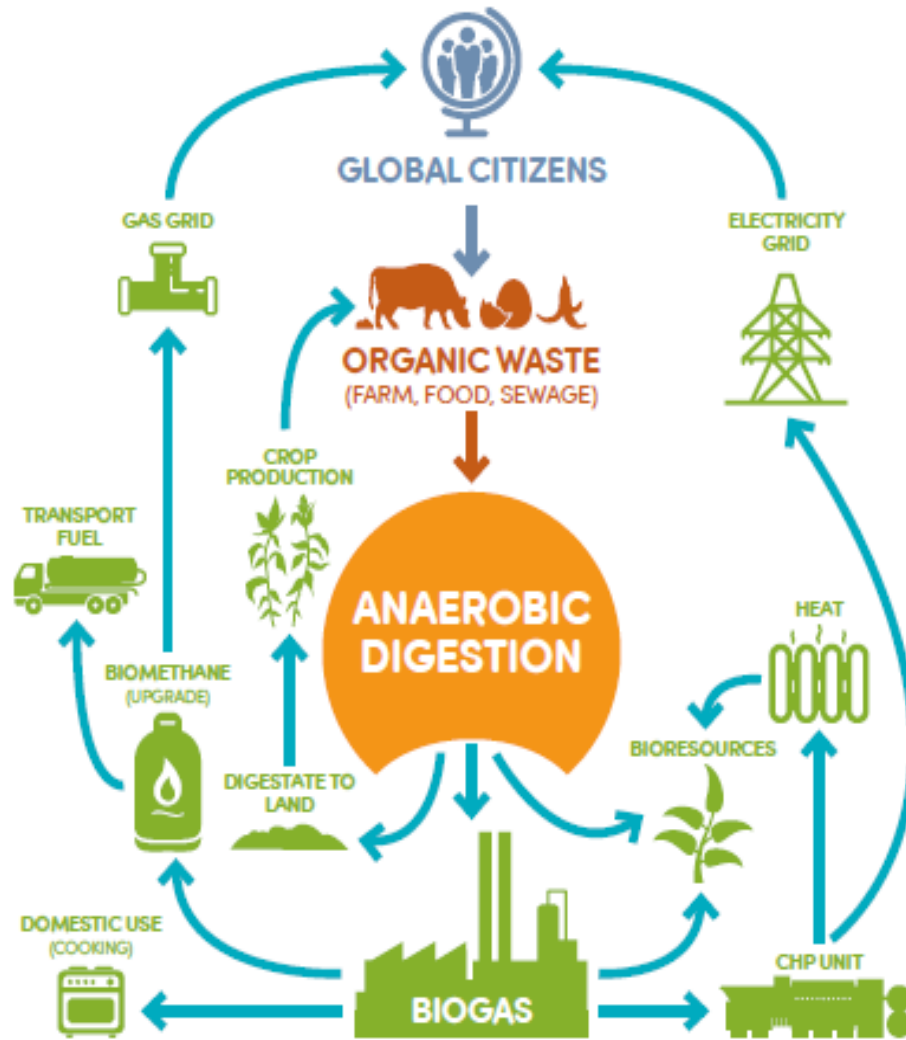 GLOBAL CITIZENS
GAS GRID
ELECTRICITY
GRID
ORGANIC WASTE
(FARM, FOOD, SEWAGE)
CROP
PRODUCTION
TRANSPORT
FUEL
ANAEROBIC
DIGESTION
HEAT
BIOMETHANE
(UPGRADE)
BIORESOURCES
DIGESTATE TO
LAND
DOMESTIC USE
(COOKING)
CHP UNIT
BIOGAS